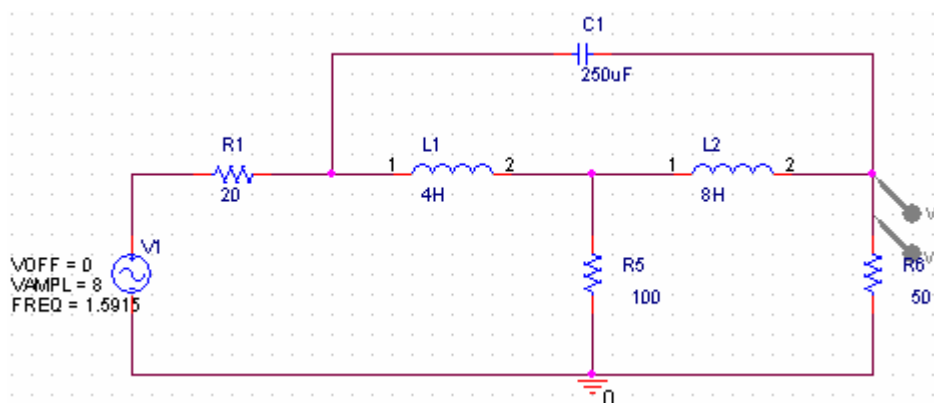 C1
250uF
R1
20
L1
1
2
4H
L2
1
2
8H
V1
VOFF = 0
VAMPL = 8
FREQ = 1.5915
R5
100
R6
50
V
V
0